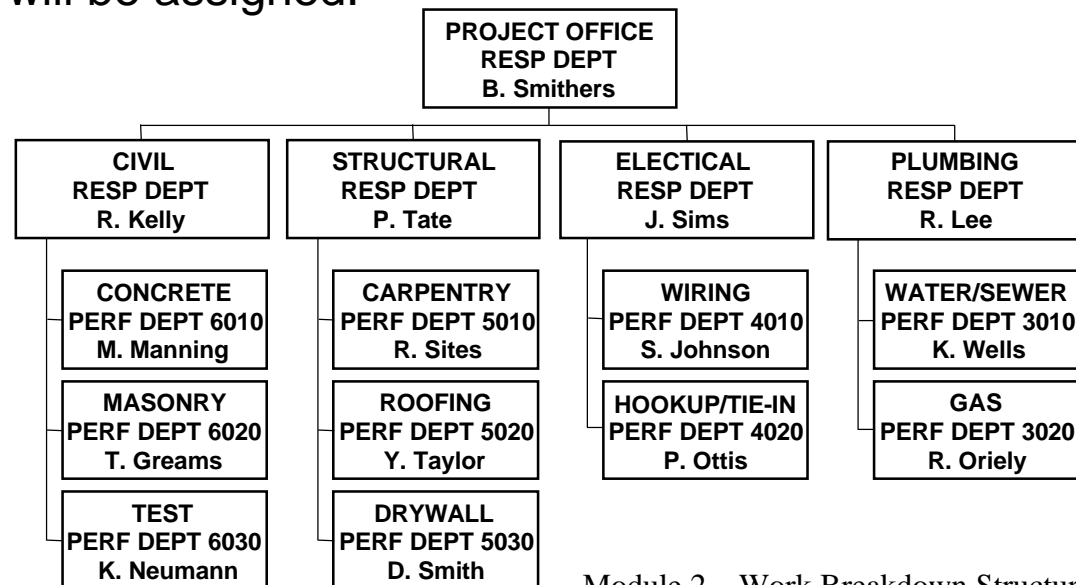 will be assigned.
PROJECT OFFICE
RESP DEPT
B. Smithers
CIVIL
RESP DEPT
R. Kelly
STRUCTURAL
RESP DEPT
P. Tate
ELECTICAL
RESP DEPT
J. Sims
PLUMBING
RESP DEPT
R. Lee
CONCRETE
PERF DEPT 6010
M. Manning
CARPENTRY
PERF DEPT 5010
R. Sites
WIRING
PERF DEPT 4010
S. Johnson
WATER/SEWER
PERF DEPT 3010
K. Wells
MASONRY
PERF DEPT 6020
T. Greams
ROOFING
PERF DEPT 5020
Y. Taylor
HOOKUP/TIE-IN
PERF DEPT 4020
P. Ottis
GAS
PERF DEPT 3020
R. Oriely
TEST
PERF DEPT 6030
K. Neumann
DRYWALL
PERF DEPT 5030
D. Smith
Module 2 Work Breakdown